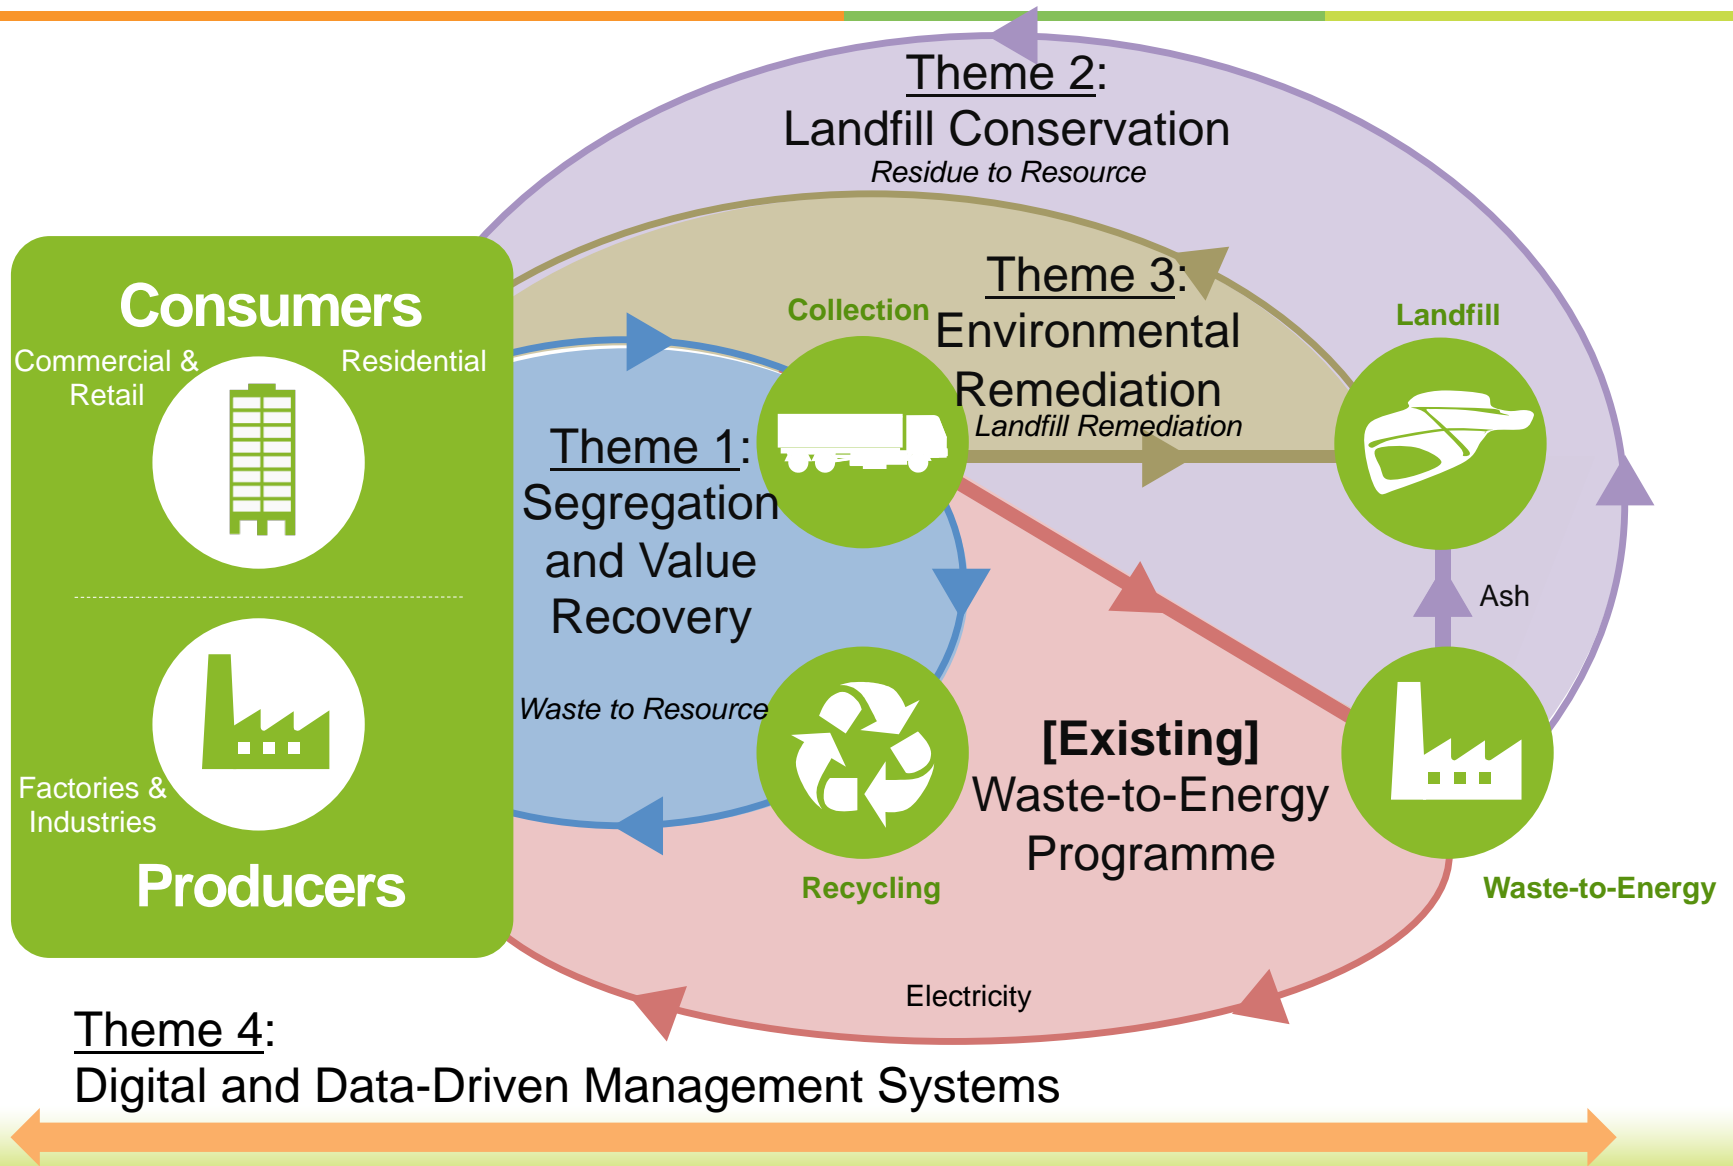 Theme 2:
Landfill Conservation
Residue to Resource
Consumers
Commercial &
Retail
Residential
Factories &
Industries
Producers
Theme 1:
Segregation
and Value
Recovery
Waste to Resource
Collection
Theme 3:
Environmental
Remediation
Landfill Remediation
Landfill
Ash
[Existing]
Waste-to-Energy
Programme
Recycling
Waste-to-Energy
Electricity
Theme 4:
Digital and Data-Driven Management Systems